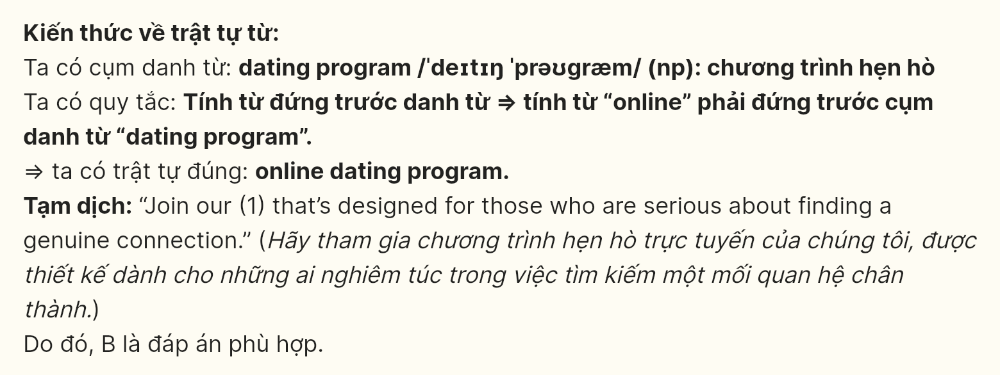 Kiến thức về trật tự từ:
Ta có cụm danh từ: dating program /ˈdeɪtɪŋ ˈprəʊɡræm/ (np): chương trình hẹn hò
Ta có quy tắc: Tính từ đứng trước danh từ ⇒ tính từ “online” phải đứng trước cụm
danh từ “dating program”.
⇒ ta có trật tự đúng: online dating program.
Tạm dịch: “Join our (1) that’s designed for those who are serious about finding a
genuine connection.” (Hãy tham gia chương trình hẹn hò trực tuyến của chúng tôi, được
thiết kế dành cho những ai nghiêm túc trong việc tìm kiếm một mối quan hệ chân
thành.)
Do đó, B là đáp án phù hợp.